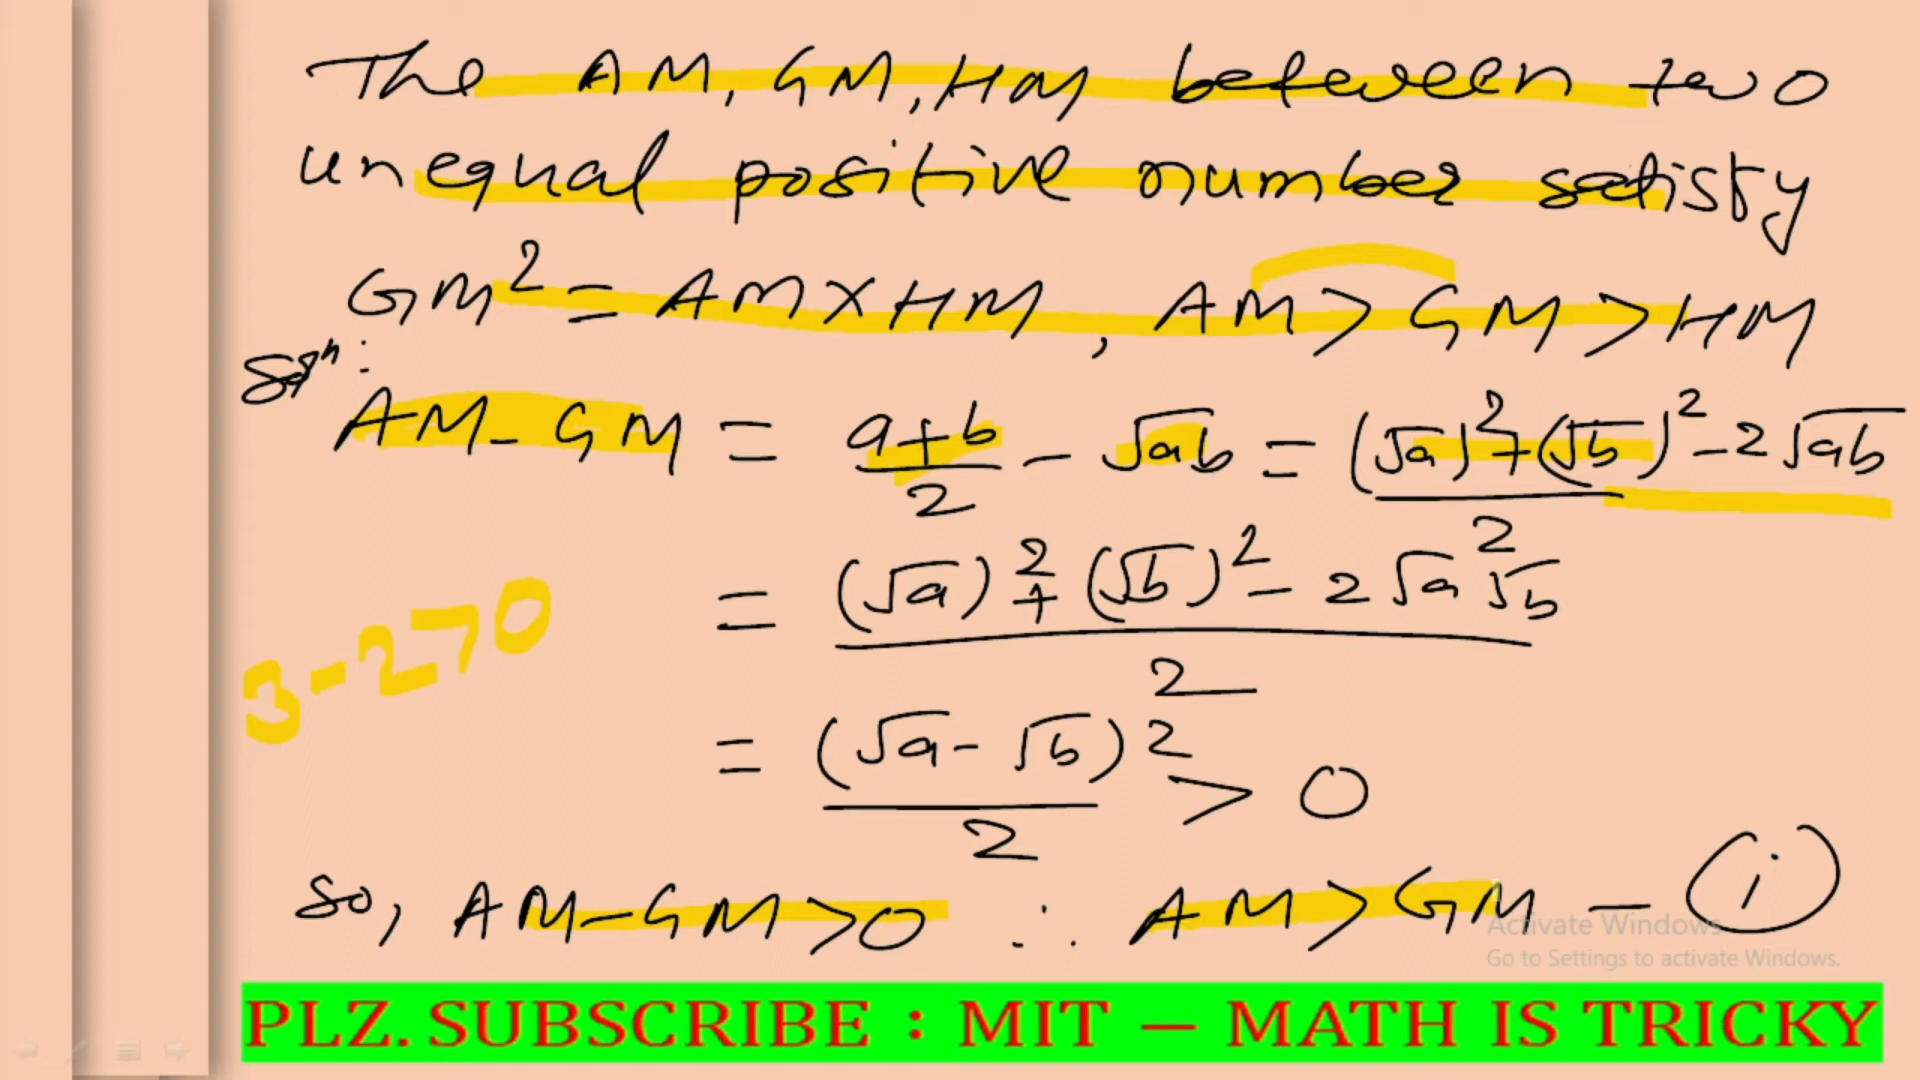 The AM, GM, HM between two
unequal positive number satisfy
GM² = AM×HM, AM > GM > HM
Solⁿ:
AM - GM = (a+b)/2 - √ab = ((√a)² + (√b)² - 2√ab)/2
= ((√a)² + (√b)² - 2√a √b)/2
3-270
= (√a - √b)²/2 > 0
so, AM - GM > 0 ∴ AM > GM - (i)
Activate Windows
Go to Settings to activate Windows.
PLZ. SUBSCRIBE : MIT – MATH IS TRICKY